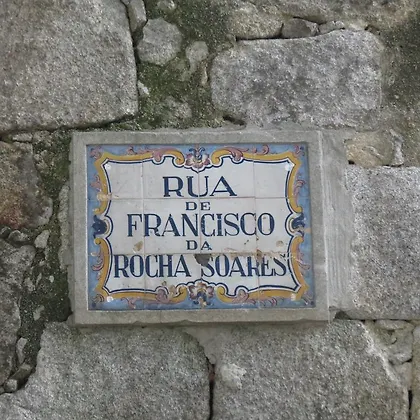 RUA
DE
FRANCISCO
DA
ROCHA SOARES